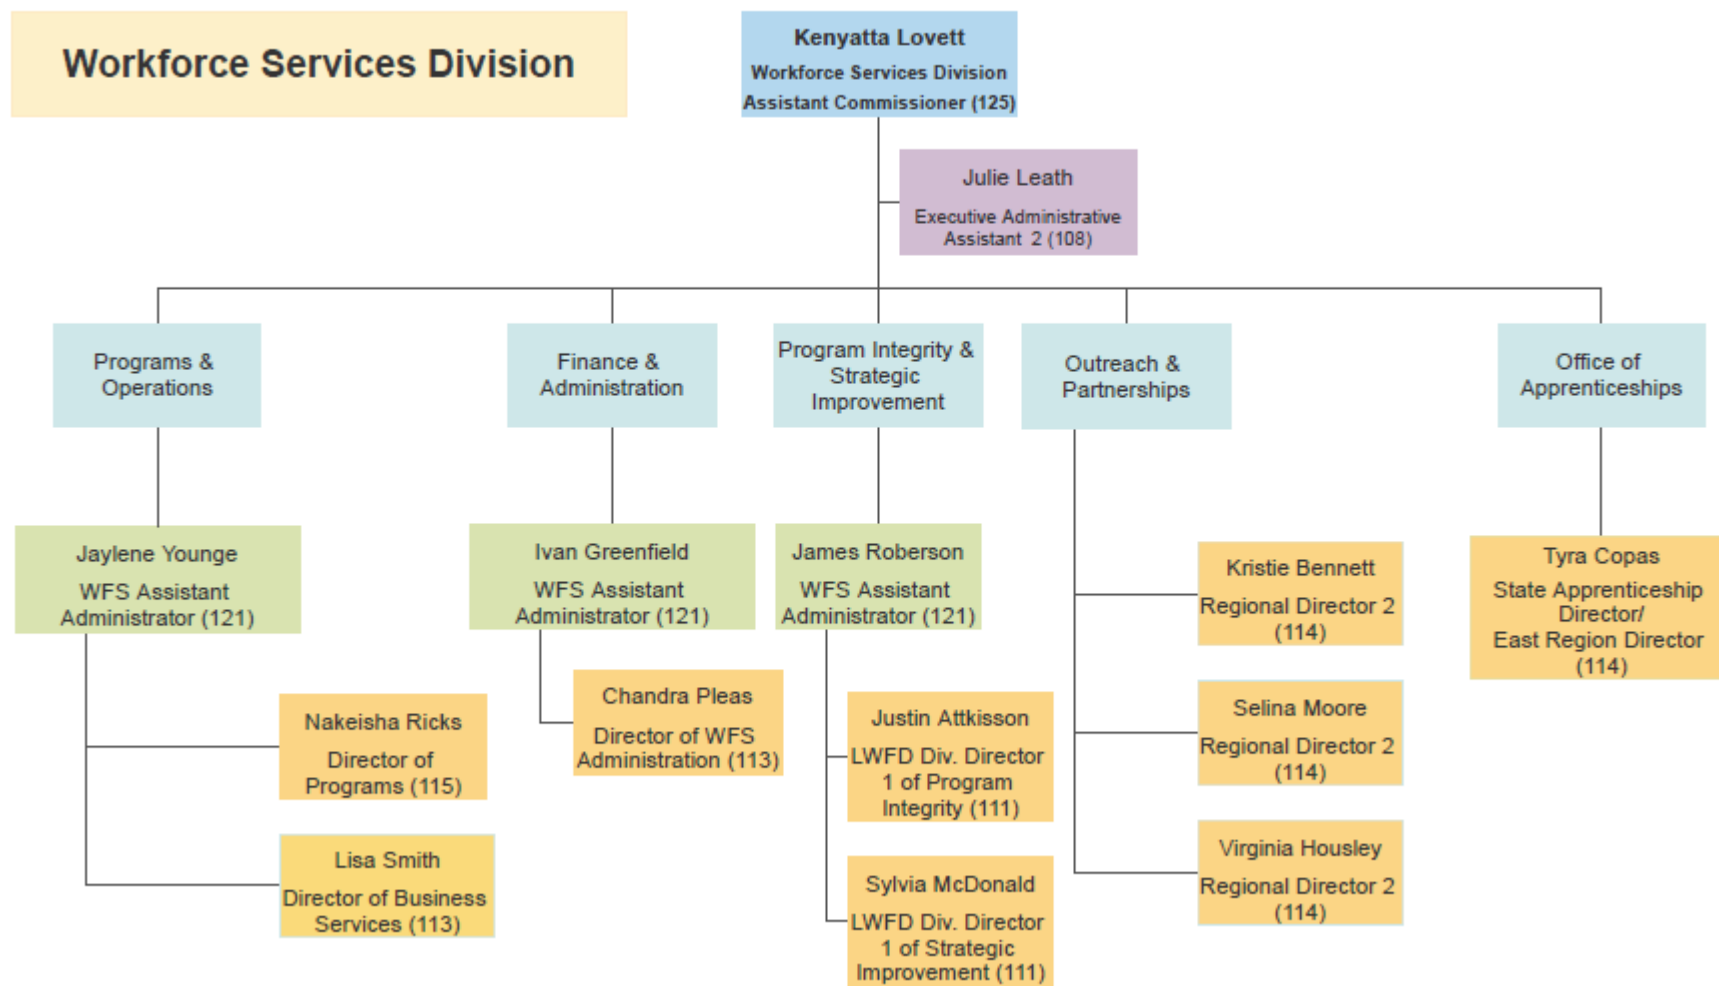 Workforce Services Division
Kenyatta Lovett
Workforce Services Division
Assistant Commissioner (125)
Julie Leath
Executive Administrative
Assistant 2 (108)
Programs &
Operations
Finance &
Administration
Program Integrity &
Strategic
Improvement
Outreach &
Partnerships
Office of
Apprenticeships
Jaylene Younge
WFS Assistant
Administrator (121)
Ivan Greenfield
WFS Assistant
Administrator (121)
James Roberson
WFS Assistant
Administrator (121)
Kristie Bennett
Regional Director 2
(114)
Tyra Copas
State Apprenticeship
Director/
East Region Director
(114)
Nakeisha Ricks
Director of
Programs (115)
Chandra Pleas
Director of WFS
Administration (113)
Justin Attkisson
LWFD Div. Director
1 of Program
Integrity (111)
Selina Moore
Regional Director 2
(114)
Lisa Smith
Director of Business
Services (113)
Sylvia McDonald
LWFD Div. Director
1 of Strategic
Improvement (111)
Virginia Housley
Regional Director 2
(114)